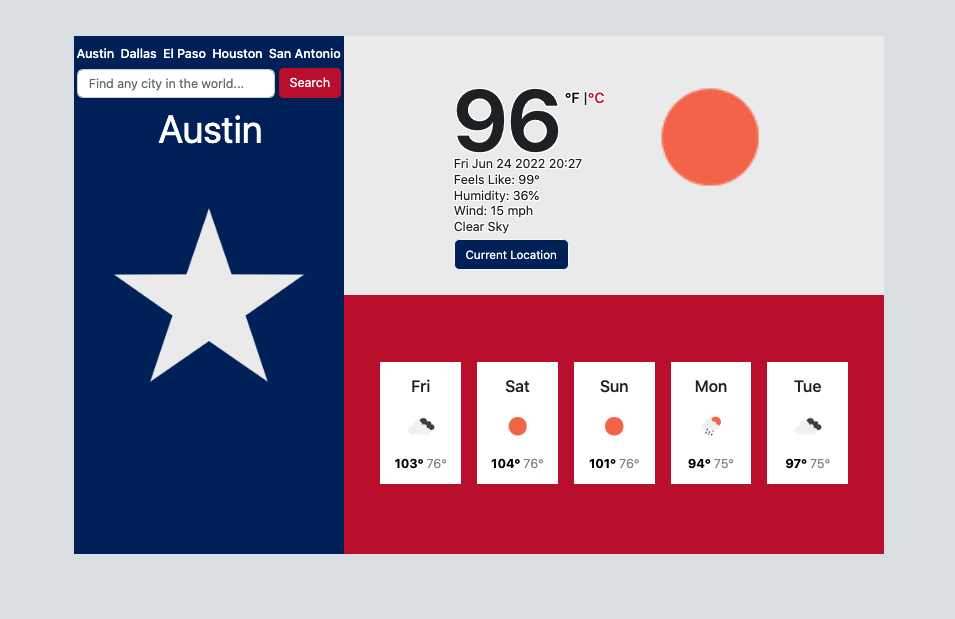 Austin Dallas El Paso Houston San Antonio
Find any city in the world... Search
Austin
96 °F |°C
Fri Jun 24 2022 20:27
Feels Like: 99°
Humidity: 36%
Wind: 15 mph
Clear Sky
Current Location
Fri Sat Sun Mon Tue
103° 76° 104° 76° 101° 76° 94° 75° 97° 75°